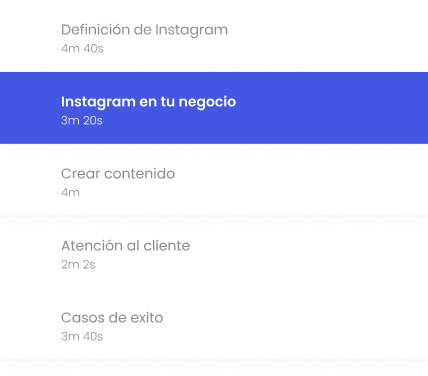 Definición de Instagram
4m 40s
Instagram en tu negocio
3m 20s
Crear contenido
4m
Atención al cliente
2m 2s
Casos de exito
3m 40s